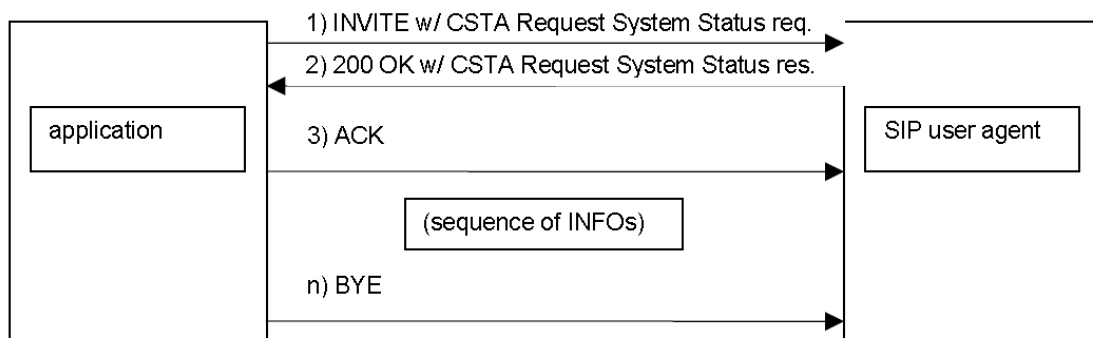 1) INVITE w/ CSTA Request System Status req.
2) 200 OK w/ CSTA Request System Status res.
application
3) ACK
SIP user agent
(sequence of INFOs)
n) BYE